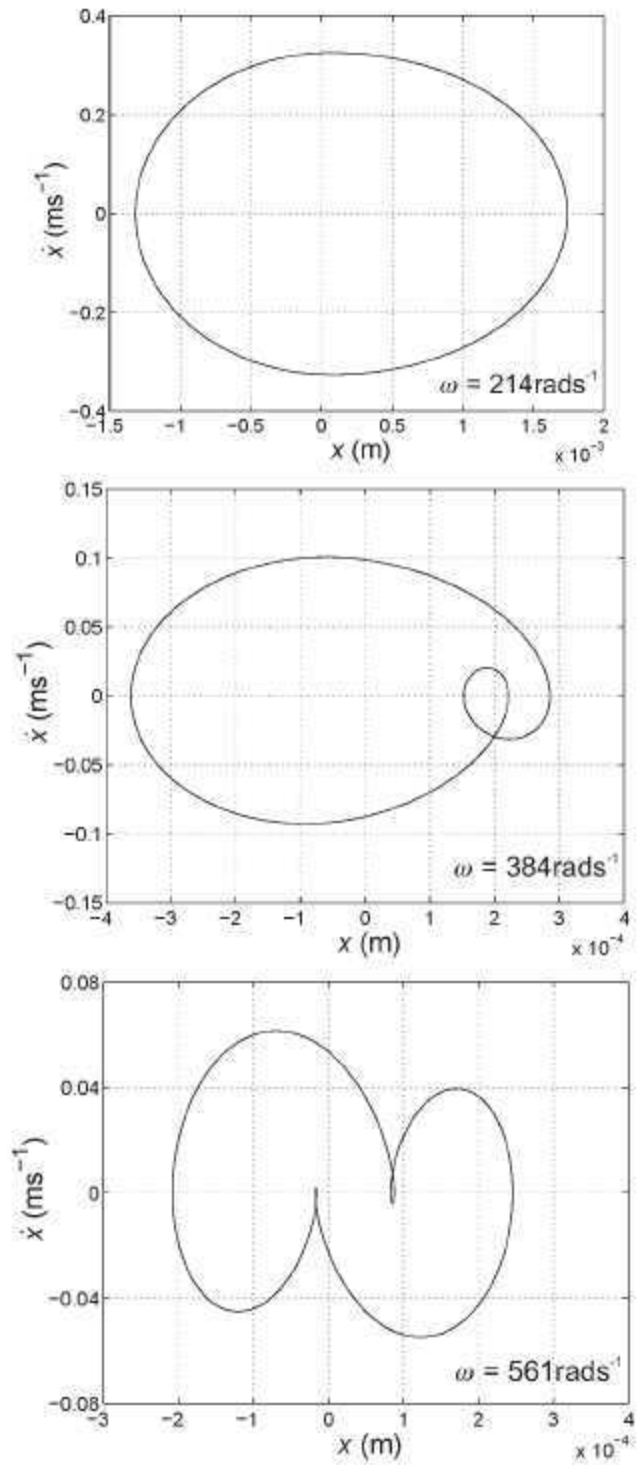 0.4
0.2
0
−0.2
−0.4
ẋ (ms⁻¹)
ω = 214rads⁻¹
−1.5 −1 −0.5 0 0.5 1 1.5 2
x (m)
x 10⁻³
0.15
0.1
0.05
0
−0.05
−0.1
−0.15
ẋ (ms⁻¹)
ω = 384rads⁻¹
−4 −3 −2 −1 0 1 2 3 4
x (m)
x 10⁻⁴
0.08
0.04
0
−0.04
−0.08
ẋ (ms⁻¹)
ω = 561rads⁻¹
−3 −2 −1 0 1 2 3 4
x (m)
x 10⁻⁴